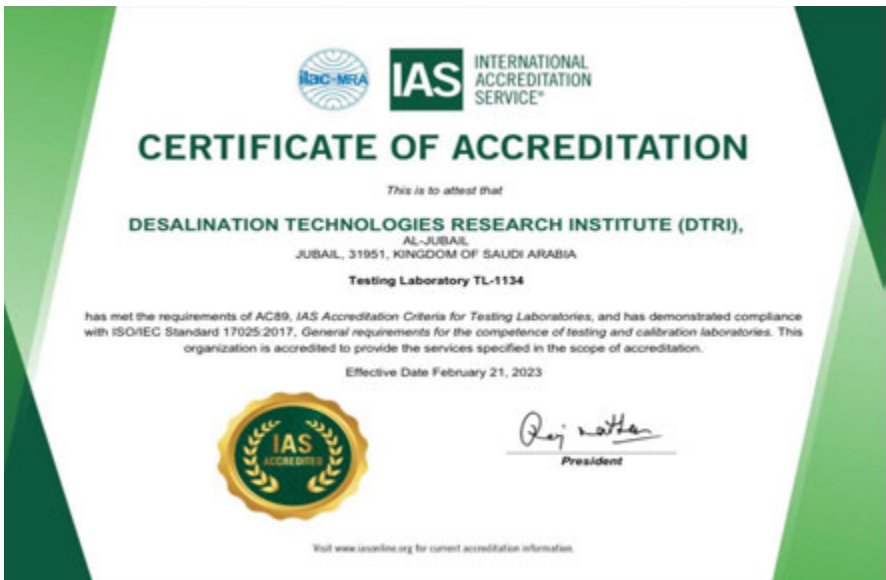 ilac-MRA
IAS
INTERNATIONAL
ACCREDITATION
SERVICE®
CERTIFICATE OF ACCREDITATION
This is to attest that
DESALINATION TECHNOLOGIES RESEARCH INSTITUTE (DTRI),
AL-JUBAIL
JUBAIL, 31951, KINGDOM OF SAUDI ARABIA
Testing Laboratory TL-1134
has met the requirements of AC89, IAS Accreditation Criteria for Testing Laboratories, and has demonstrated compliance
with ISO/IEC Standard 17025:2017, General requirements for the competence of testing and calibration laboratories. This
organization is accredited to provide the services specified in the scope of accreditation.
Effective Date February 21, 2023
IAS
ACCREDITED
Raj Nathan
President
Visit www.iasonline.org for current accreditation information.